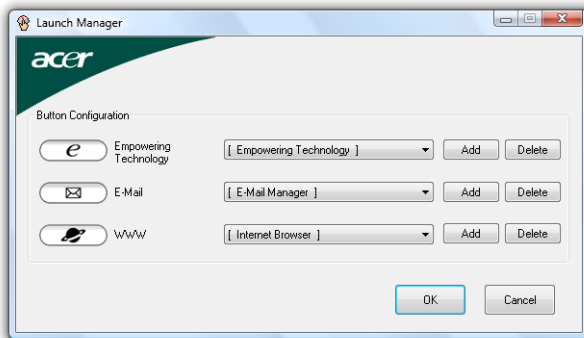 Launch Manager
acer
Button Configuration
e Empowering Technology [ Empowering Technology ] Add Delete
E-Mail [ E-Mail Manager ] Add Delete
WWW [ Internet Browser ] Add Delete
OK Cancel